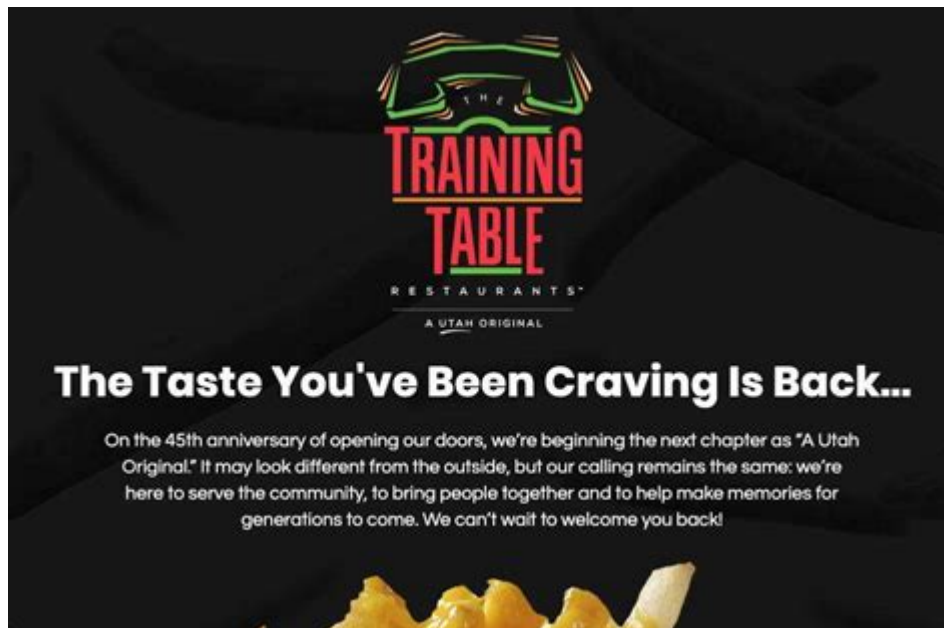 THE
TRAINING
TABLE
RESTAURANTS™
A UTAH ORIGINAL
The Taste You've Been Craving Is Back...
On the 45th anniversary of opening our doors, we're beginning the next chapter as "A Utah
Original." It may look different from the outside, but our calling remains the same: we're
here to serve the community, to bring people together and to help make memories for
generations to come. We can't wait to welcome you back!